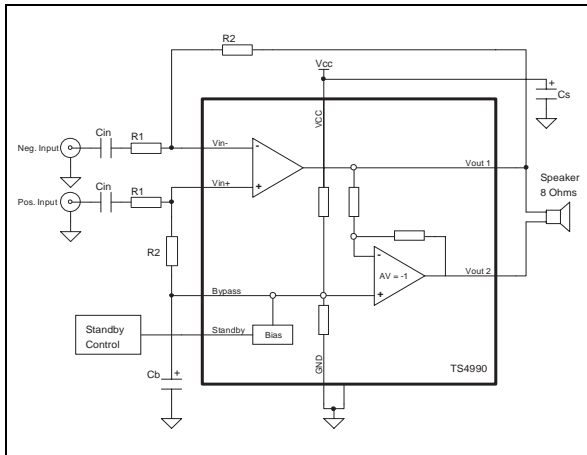 R2
Vcc
+
Cs
VCC
Cin
R1
Neg. Input
Vin-
-
Vout 1
Speaker
8 Ohms
Cin
R1
Pos. Input
Vin+
+
R2
-
AV = -1
Vout 2
+
Bypass
Standby
Control
Standby
Bias
GND
TS4990
Cb
+